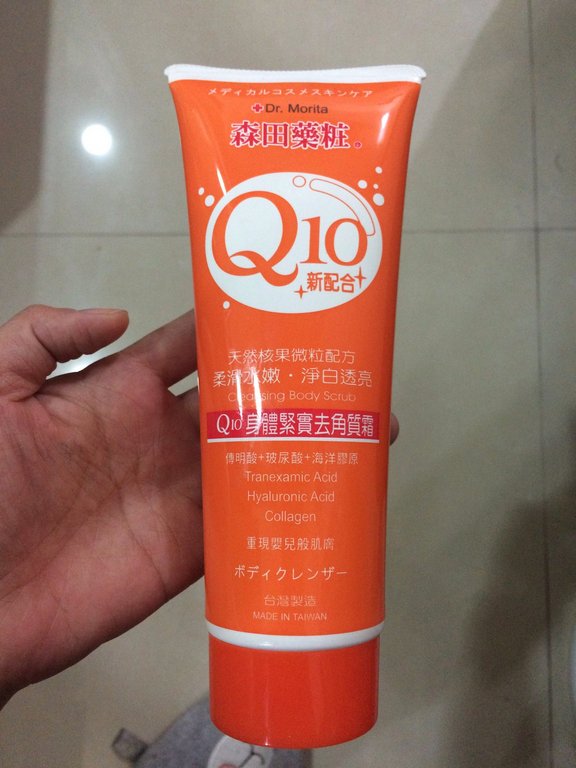 メディカルコスメスキンケア
Dr. Morita
森田藥粧®
Q10
新配合
天然核果微粒配方
柔滑水嫩・淨白透亮
Cleansing Body Scrub
Q10 身體緊實去角質霜
傳明酸+玻尿酸+海洋膠原
Tranexamic Acid
Hyaluronic Acid
Collagen
重現嬰兒般肌膚
ボディクレンザー
台灣製造
MADE IN TAIWAN